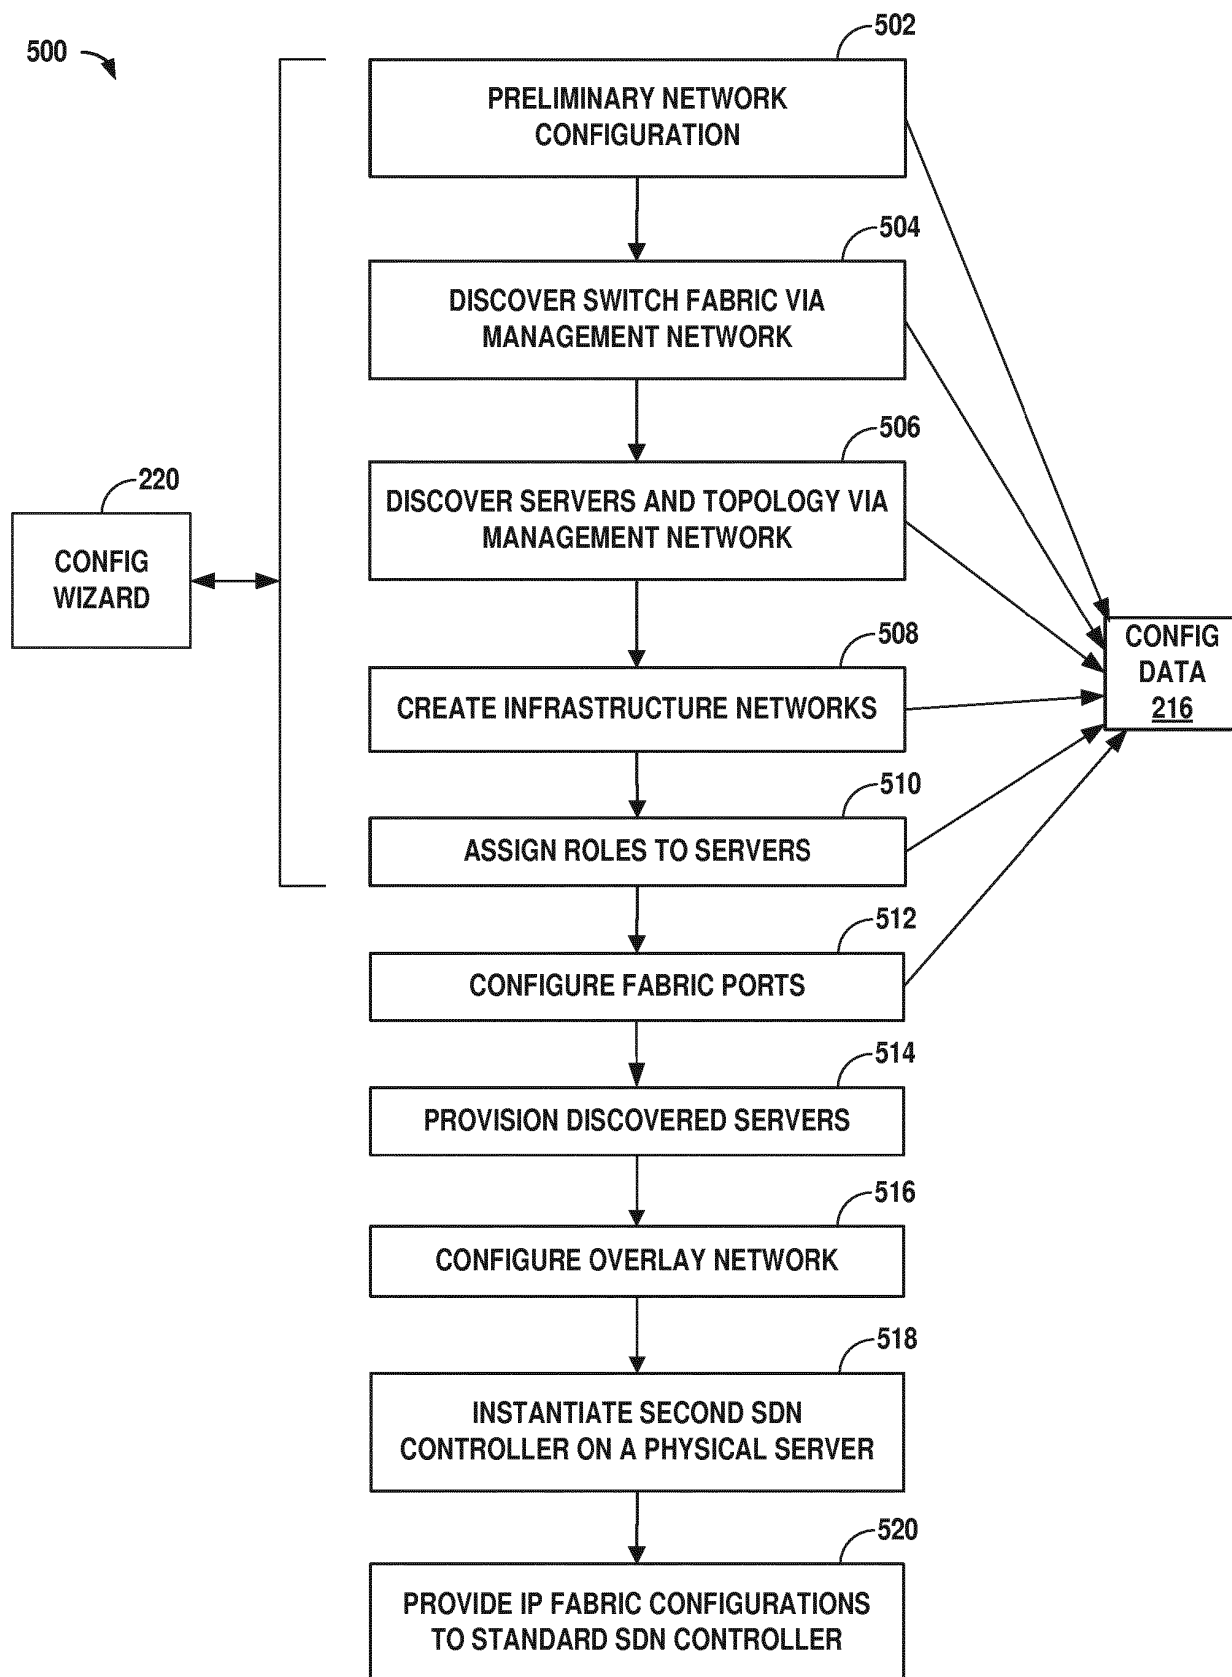 500
502
PRELIMINARY NETWORK
CONFIGURATION
504
DISCOVER SWITCH FABRIC VIA
MANAGEMENT NETWORK
506
DISCOVER SERVERS AND TOPOLOGY VIA
MANAGEMENT NETWORK
220
CONFIG
WIZARD
508
CREATE INFRASTRUCTURE NETWORKS
CONFIG
DATA
216
510
ASSIGN ROLES TO SERVERS
512
CONFIGURE FABRIC PORTS
514
PROVISION DISCOVERED SERVERS
516
CONFIGURE OVERLAY NETWORK
518
INSTANTIATE SECOND SDN
CONTROLLER ON A PHYSICAL SERVER
520
PROVIDE IP FABRIC CONFIGURATIONS
TO STANDARD SDN CONTROLLER